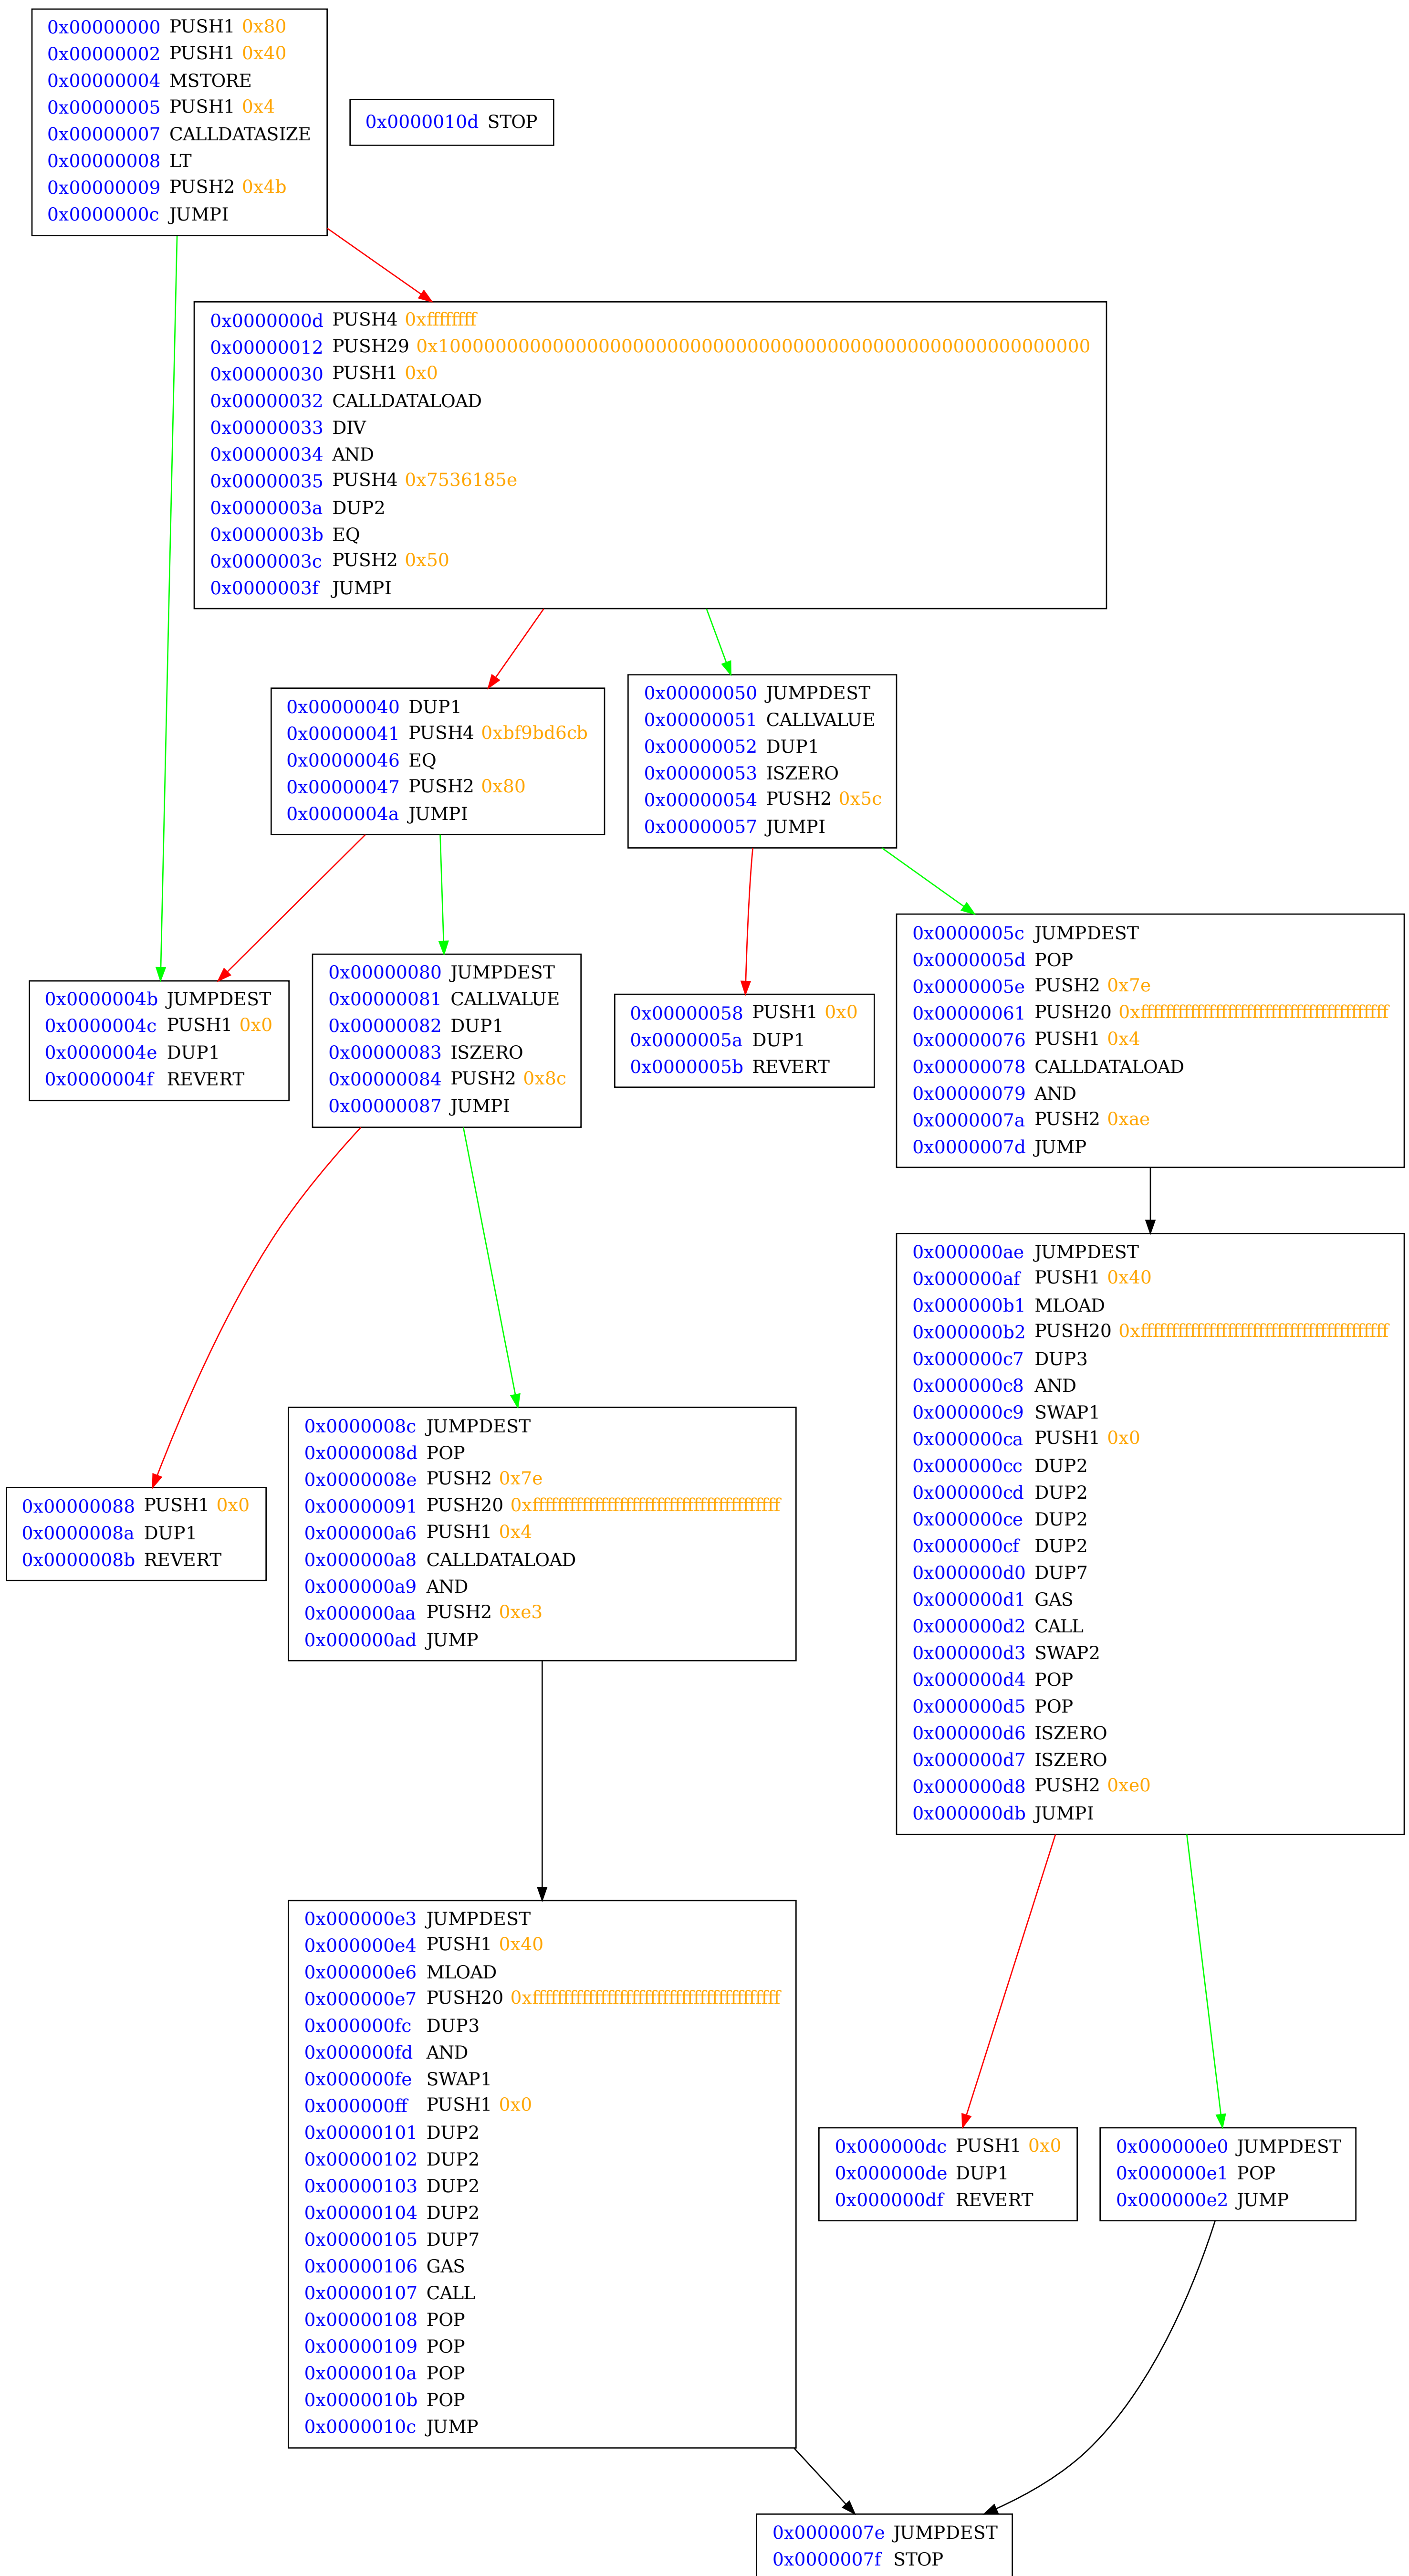 0x00000000 PUSH1 0x80
0x00000002 PUSH1 0x40
0x00000004 MSTORE
0x00000005 PUSH1 0x4
0x00000007 CALLDATASIZE
0x00000008 LT
0x00000009 PUSH2 0x4b
0x0000000c JUMPI
0x0000010d STOP
0x0000000d PUSH4 0xffffffff
0x00000012 PUSH29 0x100000000000000000000000000000000000000000000000000000000
0x00000030 PUSH1 0x0
0x00000032 CALLDATALOAD
0x00000033 DIV
0x00000034 AND
0x00000035 PUSH4 0x7536185e
0x0000003a DUP2
0x0000003b EQ
0x0000003c PUSH2 0x50
0x0000003f JUMPI
0x00000040 DUP1
0x00000041 PUSH4 0xbf9bd6cb
0x00000046 EQ
0x00000047 PUSH2 0x80
0x0000004a JUMPI
0x00000050 JUMPDEST
0x00000051 CALLVALUE
0x00000052 DUP1
0x00000053 ISZERO
0x00000054 PUSH2 0x5c
0x00000057 JUMPI
0x0000004b JUMPDEST
0x0000004c PUSH1 0x0
0x0000004e DUP1
0x0000004f REVERT
0x00000080 JUMPDEST
0x00000081 CALLVALUE
0x00000082 DUP1
0x00000083 ISZERO
0x00000084 PUSH2 0x8c
0x00000087 JUMPI
0x00000058 PUSH1 0x0
0x0000005a DUP1
0x0000005b REVERT
0x0000005c JUMPDEST
0x0000005d POP
0x0000005e PUSH2 0x7e
0x00000061 PUSH20 0xffffffffffffffffffffffffffffffffffffffff
0x00000076 PUSH1 0x4
0x00000078 CALLDATALOAD
0x00000079 AND
0x0000007a PUSH2 0xae
0x0000007d JUMP
0x00000088 PUSH1 0x0
0x0000008a DUP1
0x0000008b REVERT
0x0000008c JUMPDEST
0x0000008d POP
0x0000008e PUSH2 0x7e
0x00000091 PUSH20 0xffffffffffffffffffffffffffffffffffffffff
0x000000a6 PUSH1 0x4
0x000000a8 CALLDATALOAD
0x000000a9 AND
0x000000aa PUSH2 0xe3
0x000000ad JUMP
0x000000ae JUMPDEST
0x000000af PUSH1 0x40
0x000000b1 MLOAD
0x000000b2 PUSH20 0xffffffffffffffffffffffffffffffffffffffff
0x000000c7 DUP3
0x000000c8 AND
0x000000c9 SWAP1
0x000000ca PUSH1 0x0
0x000000cc DUP2
0x000000cd DUP2
0x000000ce DUP2
0x000000cf DUP2
0x000000d0 DUP7
0x000000d1 GAS
0x000000d2 CALL
0x000000d3 SWAP2
0x000000d4 POP
0x000000d5 POP
0x000000d6 ISZERO
0x000000d7 ISZERO
0x000000d8 PUSH2 0xe0
0x000000db JUMPI
0x000000e3 JUMPDEST
0x000000e4 PUSH1 0x40
0x000000e6 MLOAD
0x000000e7 PUSH20 0xffffffffffffffffffffffffffffffffffffffff
0x000000fc DUP3
0x000000fd AND
0x000000fe SWAP1
0x000000ff PUSH1 0x0
0x00000101 DUP2
0x00000102 DUP2
0x00000103 DUP2
0x00000104 DUP2
0x00000105 DUP7
0x00000106 GAS
0x00000107 CALL
0x00000108 POP
0x00000109 POP
0x0000010a POP
0x0000010b POP
0x0000010c JUMP
0x000000dc PUSH1 0x0
0x000000de DUP1
0x000000df REVERT
0x000000e0 JUMPDEST
0x000000e1 POP
0x000000e2 JUMP
0x0000007e JUMPDEST
0x0000007f STOP